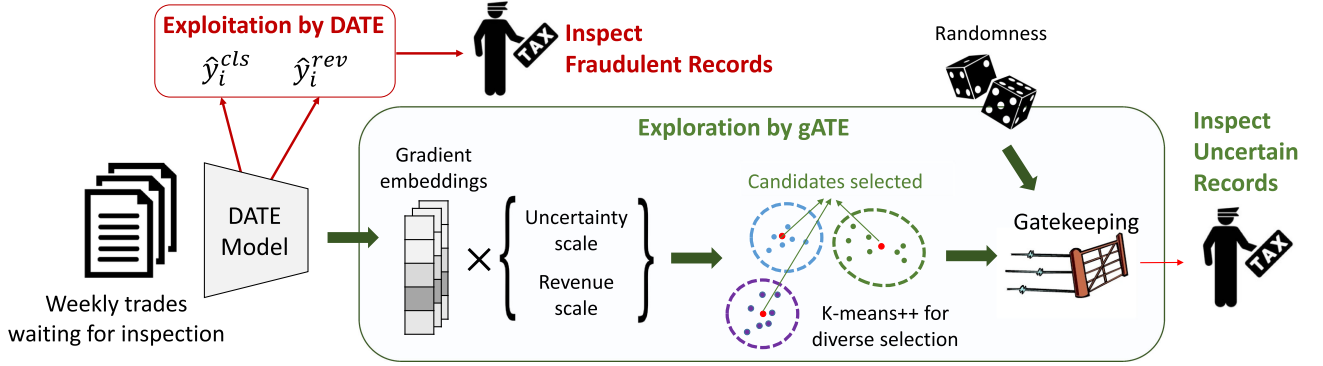 Exploitation by DATE
ŷ_i^{cls} ŷ_i^{rev}
TAX
Inspect
Fraudulent Records
Randomness
Exploration by gATE
Inspect
Uncertain
Records
Weekly trades
waiting for inspection
DATE
Model
Gradient
embeddings
×
Uncertainty
scale
Revenue
scale
Candidates selected
K-means++ for
diverse selection
Gatekeeping
TAX